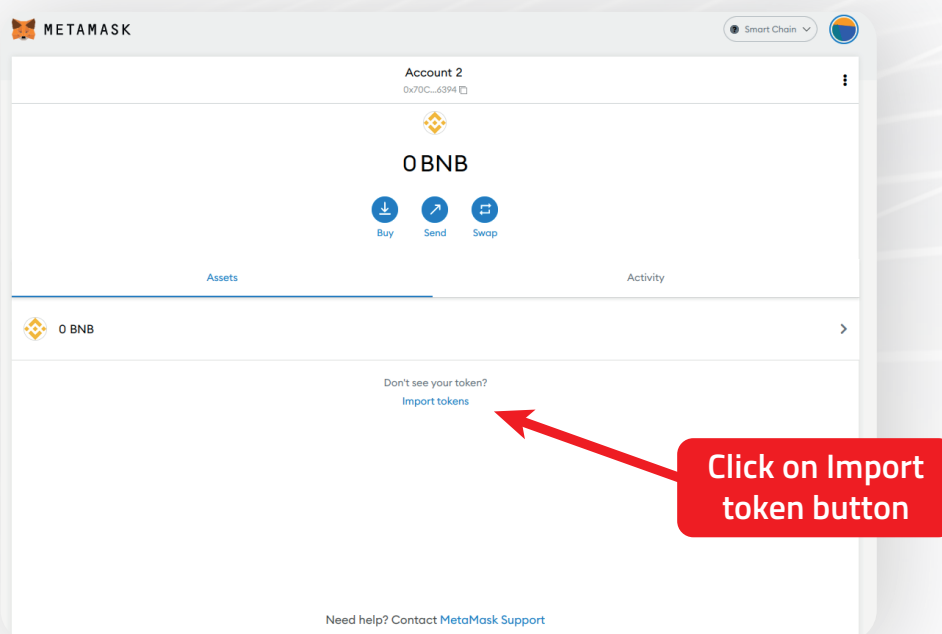 METAMASK
Smart Chain
Account 2
0x70C...6394
0 BNB
Buy
Send
Swap
Assets
Activity
0 BNB
Don't see your token?
Import tokens
Click on Import
token button
Need help? Contact MetaMask Support